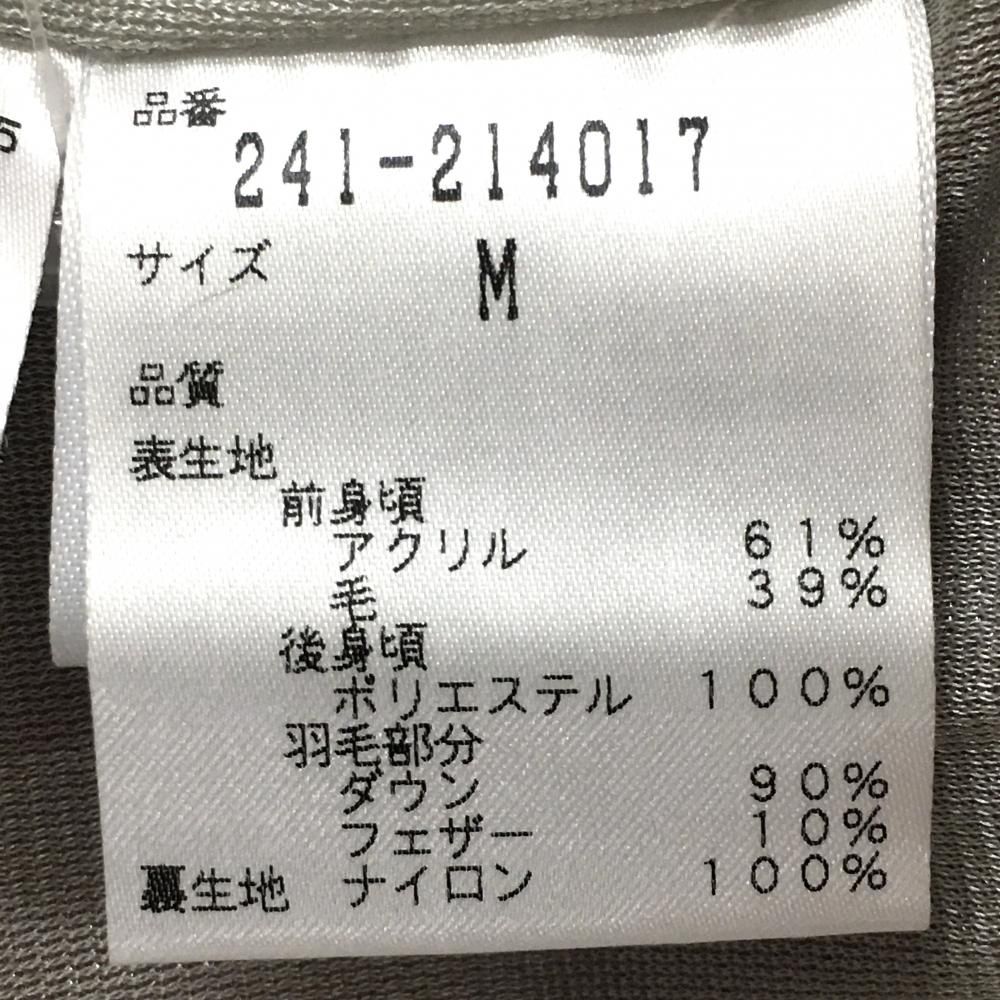 品番
241-214017
サイズ M
品質
表生地
前身頃
アクリル 61%
毛 39%
後身頃
ポリエステル 100%
羽毛部分
ダウン 90%
フェザー 10%
裏生地 ナイロン 100%